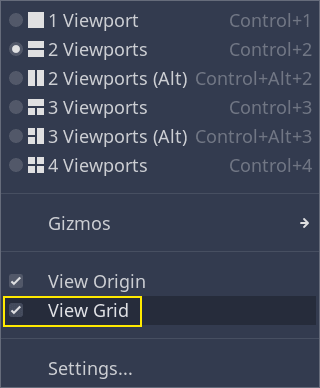 1 Viewport Control+1
2 Viewports Control+2
2 Viewports (Alt) Control+Alt+2
3 Viewports Control+3
3 Viewports (Alt) Control+Alt+3
4 Viewports Control+4
Gizmos
View Origin
View Grid
Settings...